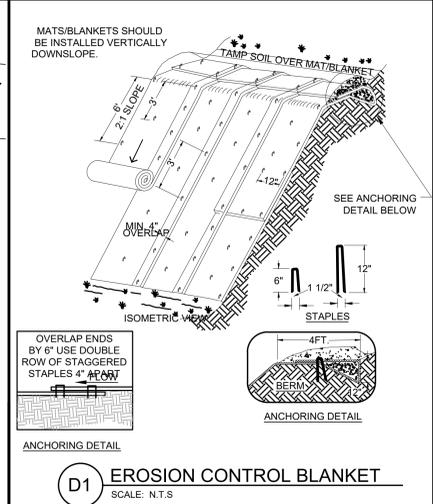 MATS/BLANKETS SHOULD
BE INSTALLED VERTICALLY
DOWNSLOPE.
TAMP SOIL OVER MAT/BLANKET
6'
2:1 SLOPE
3'
3'
12"
MIN. 4"
OVERLAP
SEE ANCHORING
DETAIL BELOW
ISOMETRIC VIEW
6"
1 1/2"
12"
STAPLES
OVERLAP ENDS
BY 6" USE DOUBLE
ROW OF STAGGERED
STAPLES 4" APART
FLOW
ANCHORING DETAIL
4FT.
BERM
ANCHORING DETAIL
D1
EROSION CONTROL BLANKET
SCALE: N.T.S